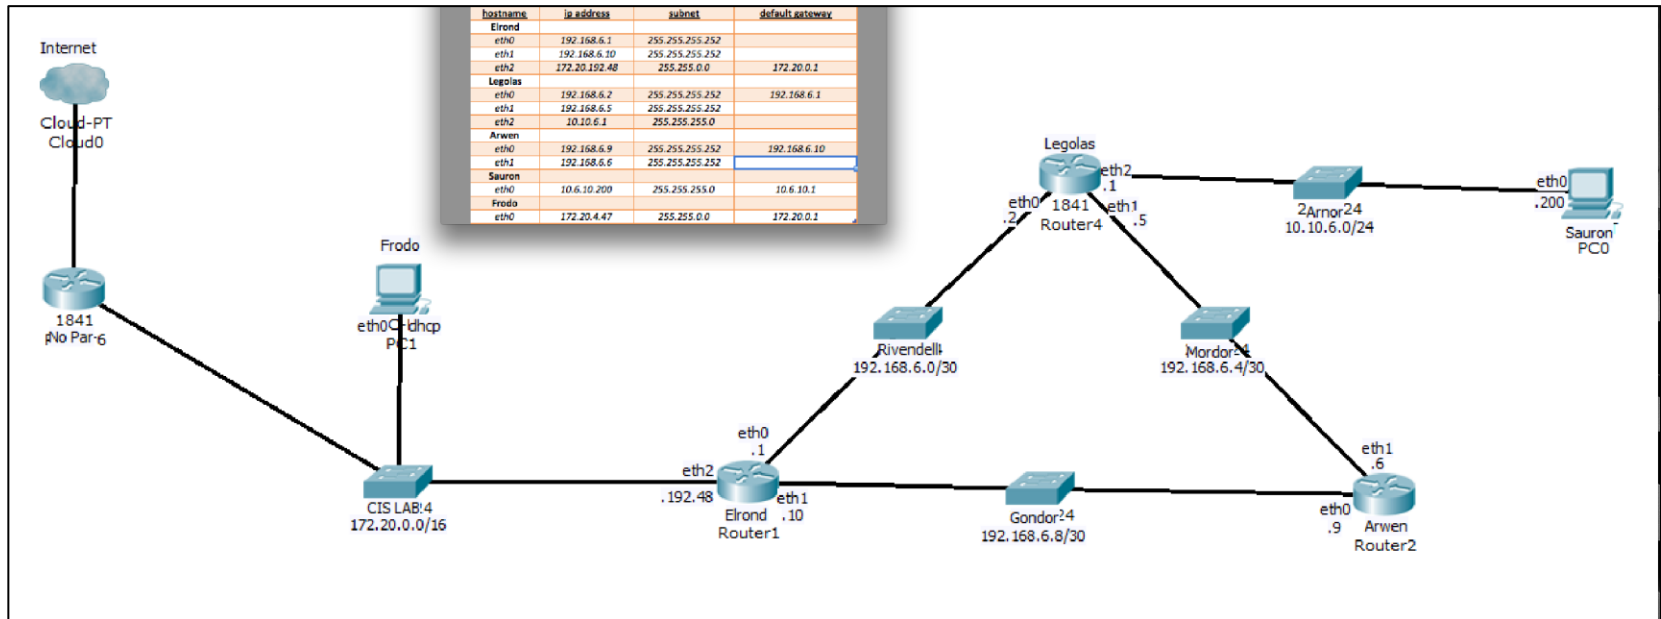 hostname ip address subnet default gateway
Elrond
eth0 192.168.6.1 255.255.255.252
eth1 192.168.6.10 255.255.255.252
eth2 172.20.192.48 255.255.0.0 172.20.0.1
Legolas
eth0 192.168.6.2 255.255.255.252 192.168.6.1
eth1 192.168.6.5 255.255.255.252
eth2 10.10.6.1 255.255.255.0
Arwen
eth0 192.168.6.9 255.255.255.252 192.168.6.10
eth1 192.168.6.6 255.255.255.252
Sauron
eth0 10.6.10.200 255.255.255.0 10.6.10.1
Frodo
eth0 172.20.4.47 255.255.0.0 172.20.0.1
Internet
Cloud-PT
Cloud0
1841
No Par
Frodo
dhcp
PC1
CIS LAB
172.20.0.0/16
eth2
.192.48
eth0
.1
eth1
.10
Elrond
Router1
Rivendell
192.168.6.0/30
Legolas
eth0
.2
1841
Router4
eth1
.5
eth2
.1
Arnor
10.10.6.0/24
eth0
.200
Sauron
PC0
Mordor
192.168.6.4/30
Gondor
192.168.6.8/30
eth1
.6
eth0
.9
Arwen
Router2